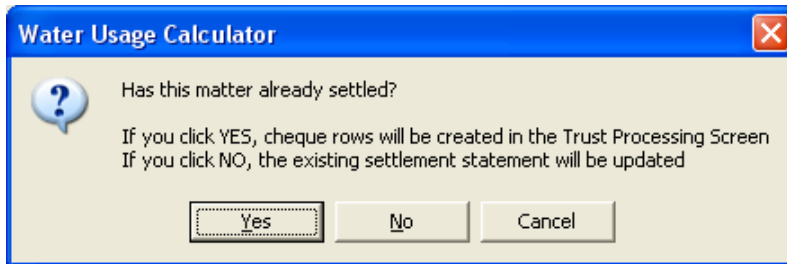 Water Usage Calculator
?
Has this matter already settled?
If you click YES, cheque rows will be created in the Trust Processing Screen
If you click NO, the existing settlement statement will be updated
Yes No Cancel